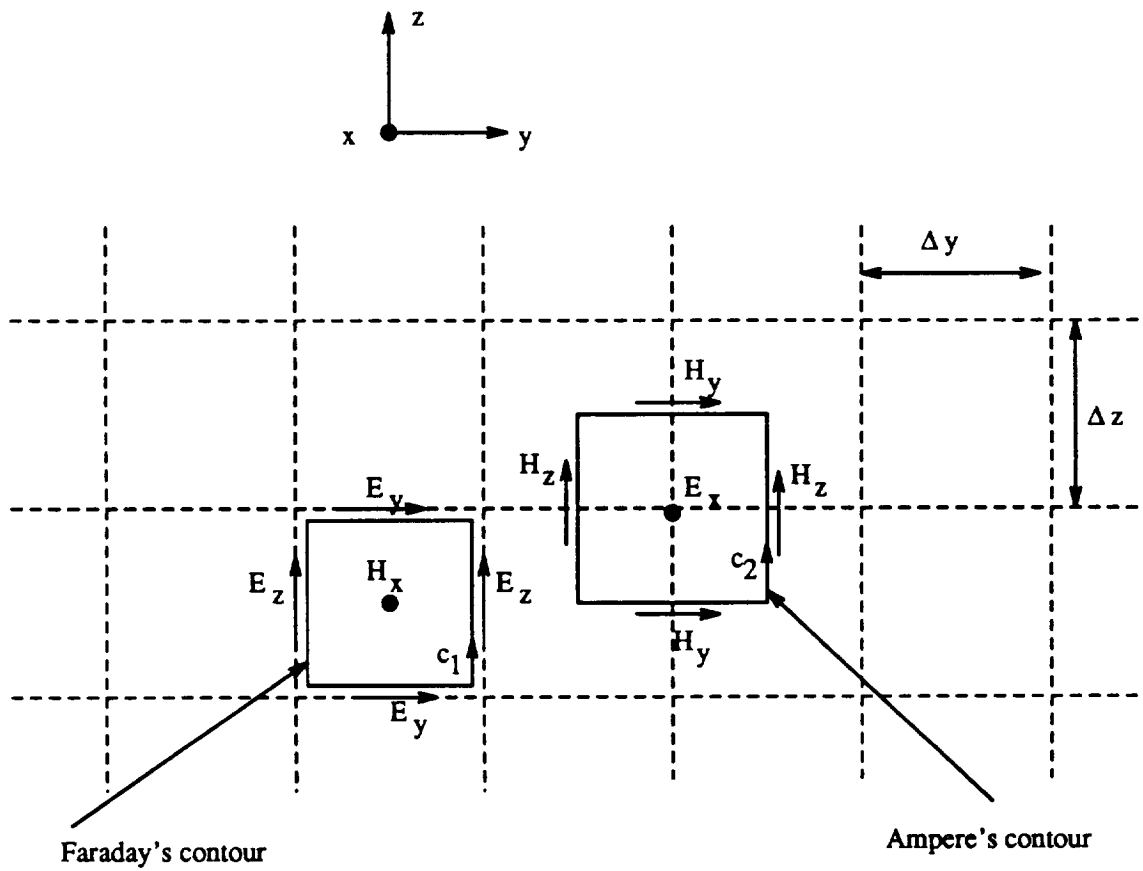 z
x
y
Δ y
H y
Δ z
H z
H z
E y
E x
H x
c 2
E z
E z
H y
c 1
E y
Ampere's contour
Faraday's contour